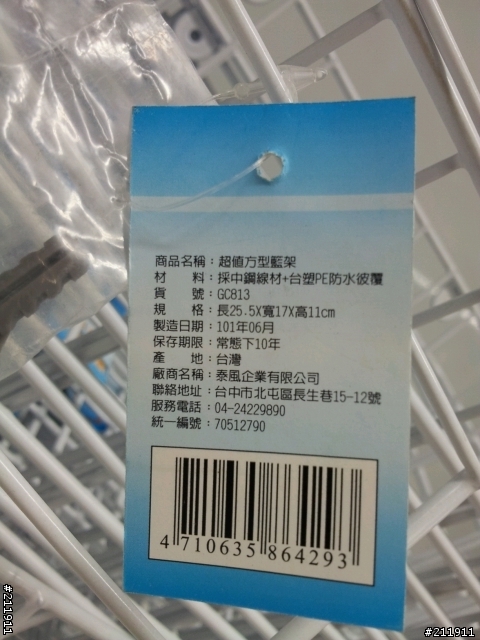 商品名稱：超值方型籃架
材　　料：採中鋼線材+台塑PE防水彼覆
貨　　號：GC813
規　　格：長25.5X寬17X高11cm
製造日期：101年06月
保存期限：常態下10年
產　　地：台灣
廠商名稱：泰風企業有限公司
聯絡地址：台中市北屯區長生巷15-12號
服務電話：04-24229890
統一編號：70512790
4 710635 864293
#211911
#211911